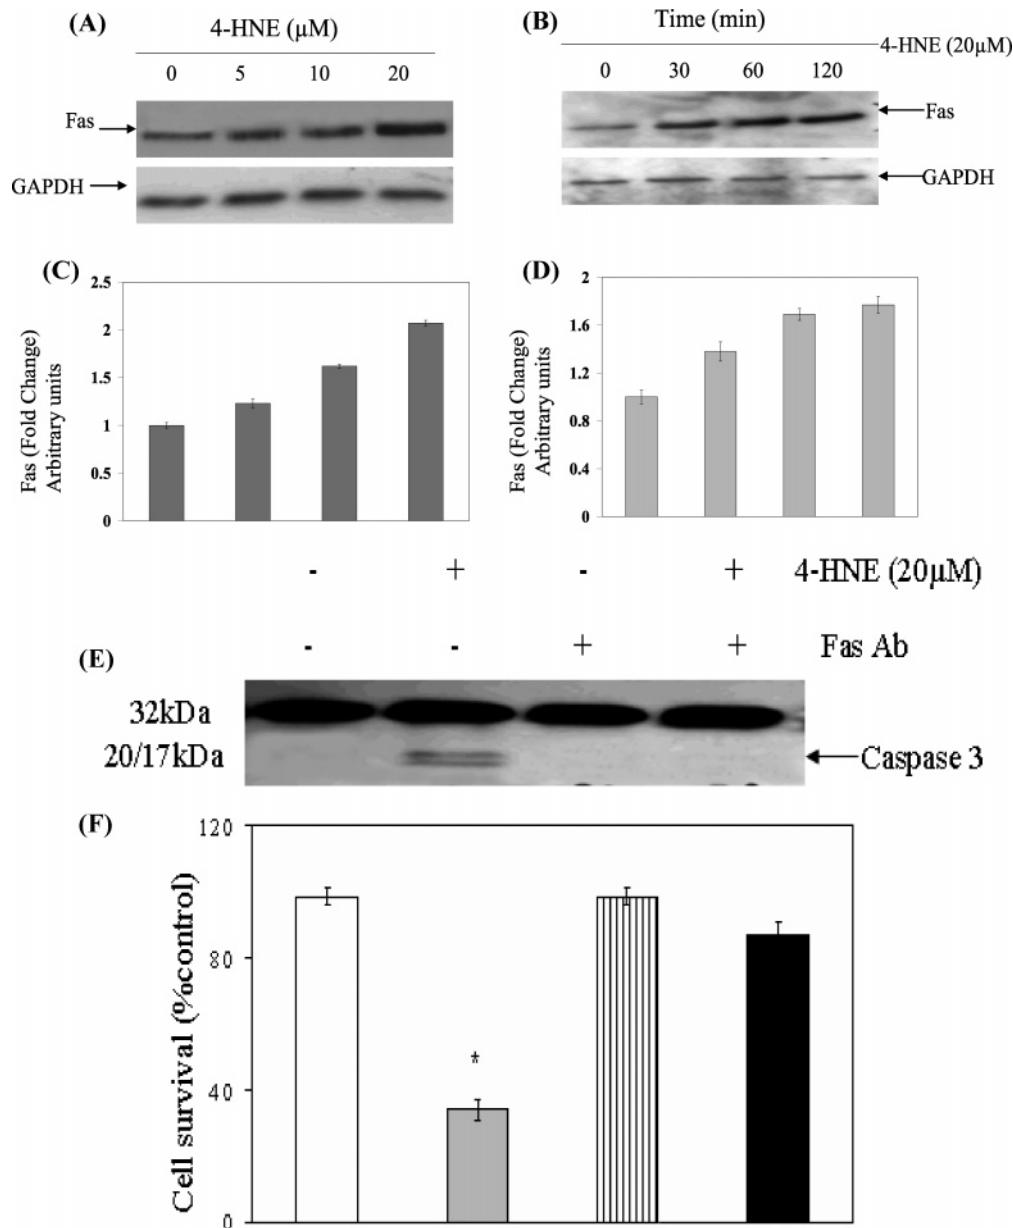 (A)
4-HNE (µM)
0 5 10 20
Fas
GAPDH
(B)
Time (min)
4-HNE (20µM)
0 30 60 120
Fas
GAPDH
(C)
Fas (Fold Change)
Arbitrary units
2.5
2
1.5
1
0.5
0
(D)
Fas (Fold Change)
Arbitrary units
2
1.6
1.2
0.8
0.4
0
- + - + 4-HNE (20µM)
- - + + Fas Ab
(E)
32kDa
20/17kDa
Caspase 3
(F)
Cell survival (%control)
120
80
40
0
*